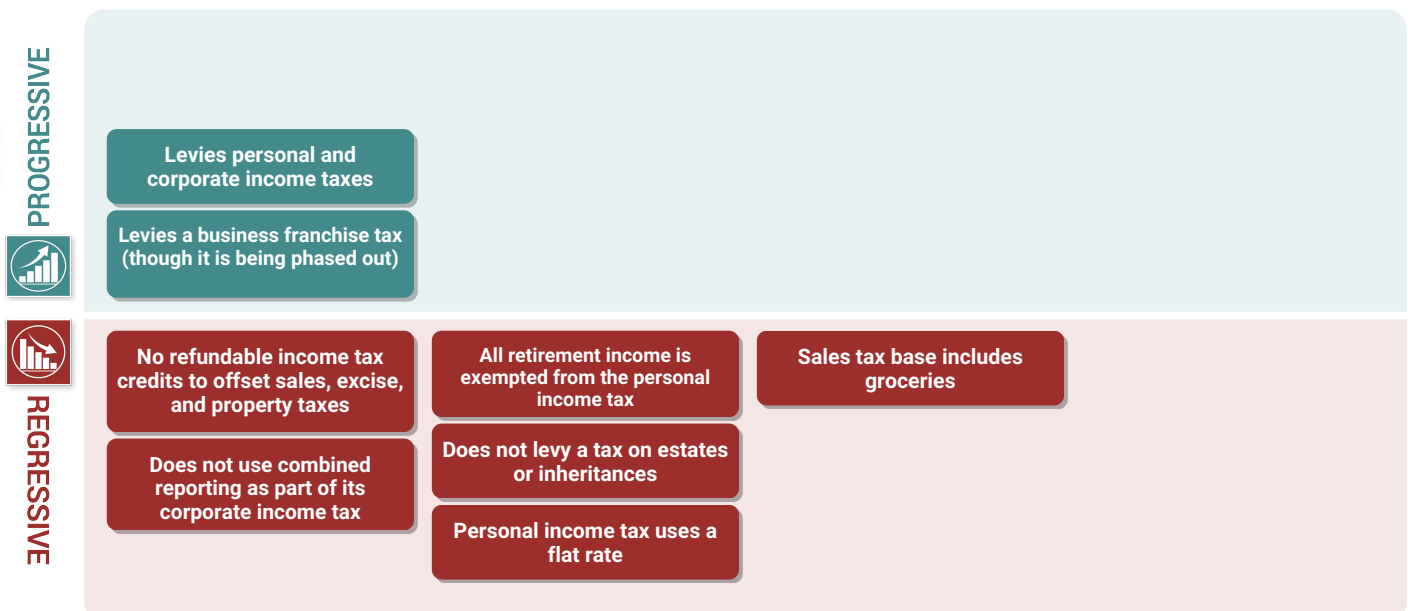 PROGRESSIVE
Levies personal and
corporate income taxes
Levies a business franchise tax
(though it is being phased out)
REGRESSIVE
No refundable income tax
credits to offset sales, excise,
and property taxes
Does not use combined
reporting as part of its
corporate income tax
All retirement income is
exempted from the personal
income tax
Does not levy a tax on estates
or inheritances
Personal income tax uses a
flat rate
Sales tax base includes
groceries